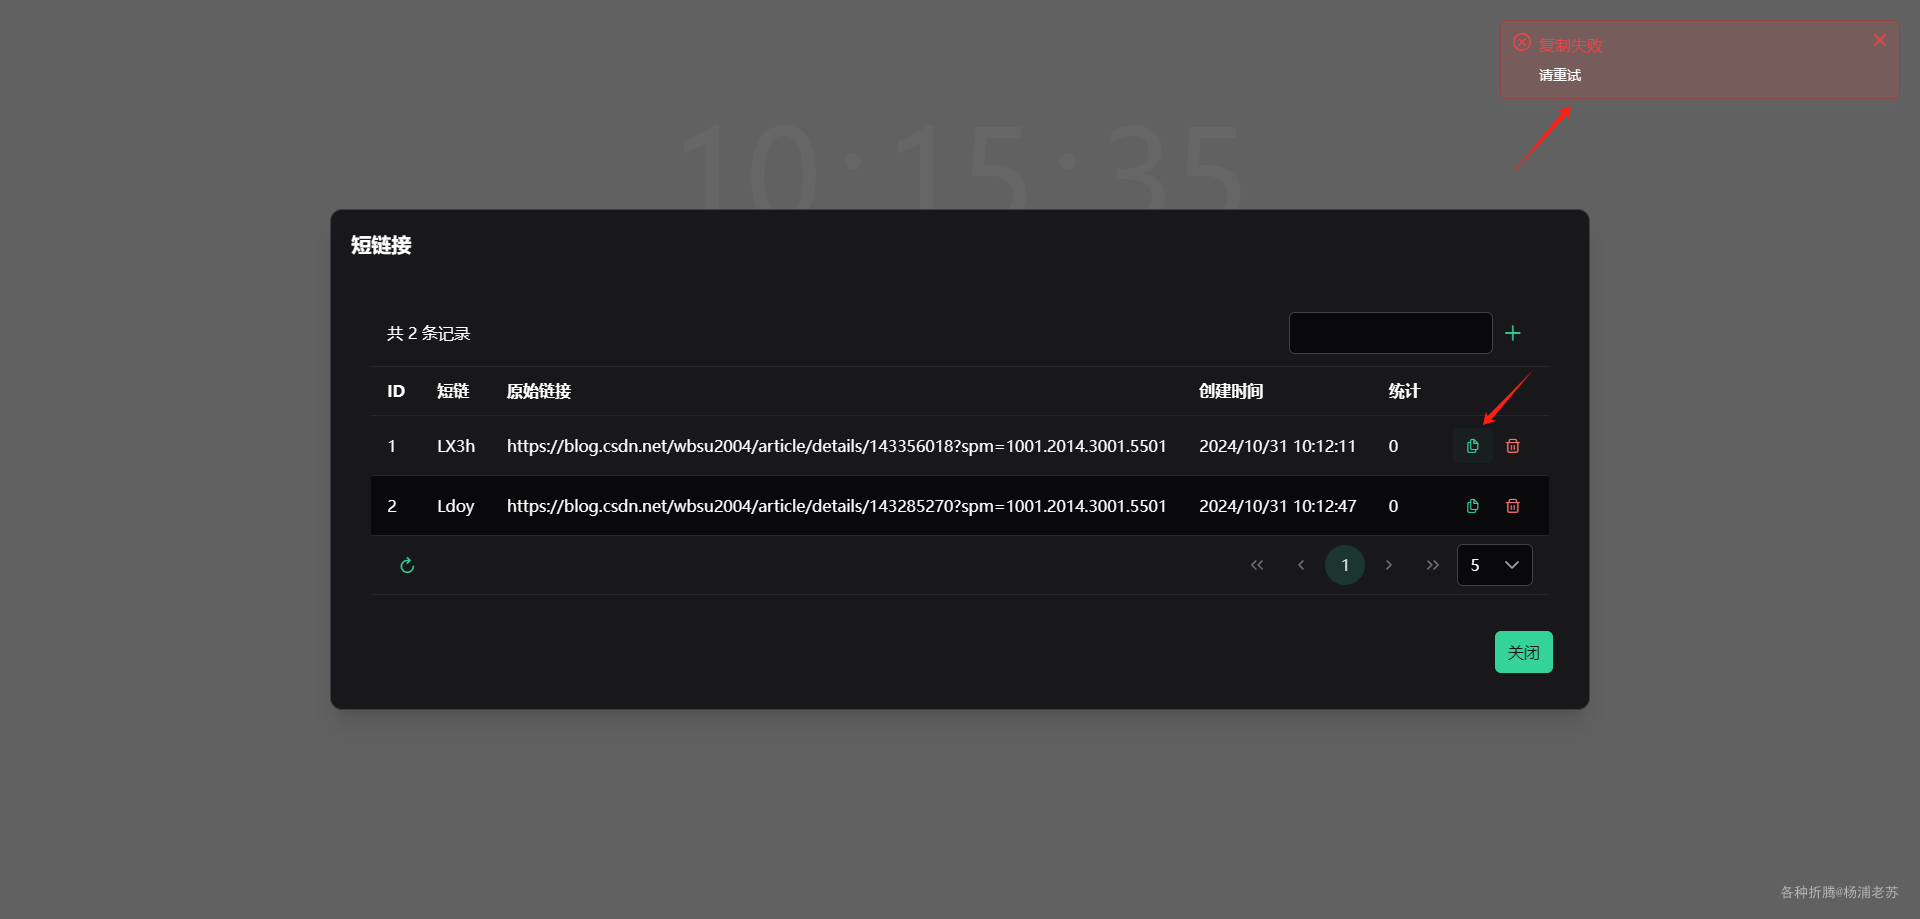 复制失败
请重试
10:15:35
短链接
共 2 条记录
ID 短链 原始链接 创建时间 统计
1 LX3h https://blog.csdn.net/wbsu2004/article/details/143356018?spm=1001.2014.3001.5501 2024/10/31 10:12:11 0
2 Ldoy https://blog.csdn.net/wbsu2004/article/details/143285270?spm=1001.2014.3001.5501 2024/10/31 10:12:47 0
1 5
关闭
各种折腾@杨浦老苏